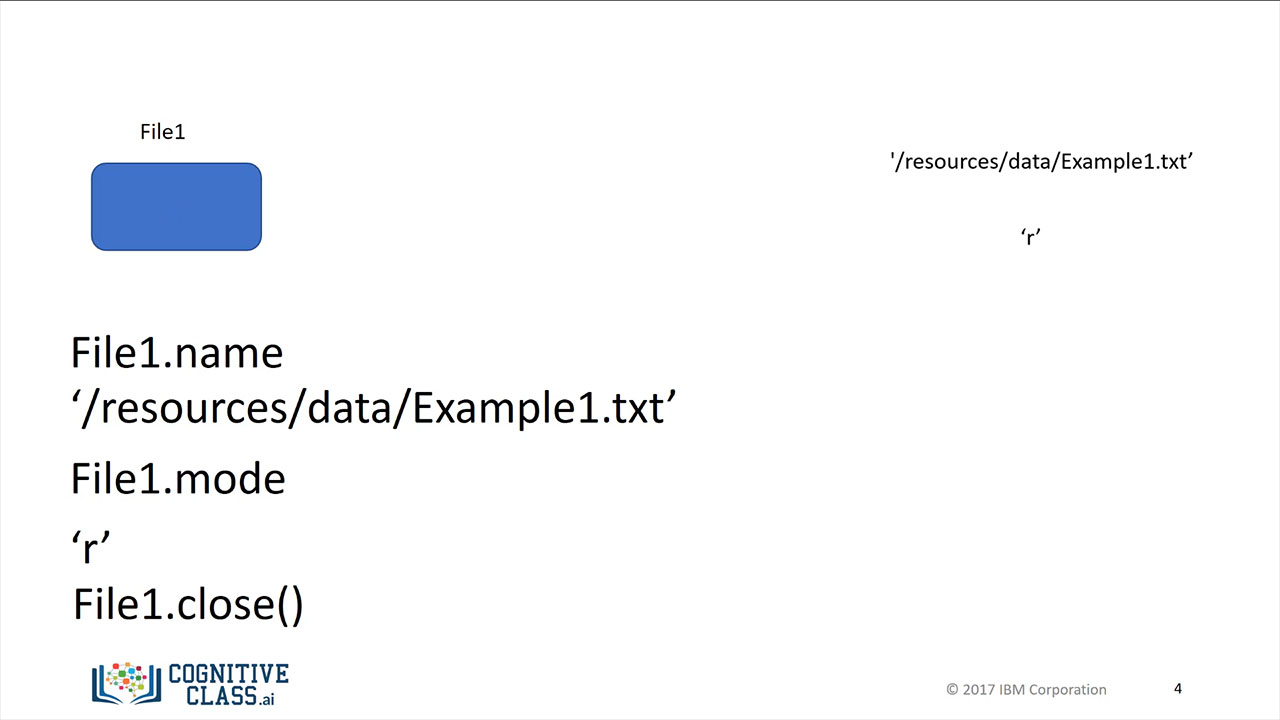 File1
'/resources/data/Example1.txt’
‘r’
File1.name
‘/resources/data/Example1.txt’
File1.mode
‘r’
File1.close()
COGNITIVE
CLASS.ai
© 2017 IBM Corporation
4